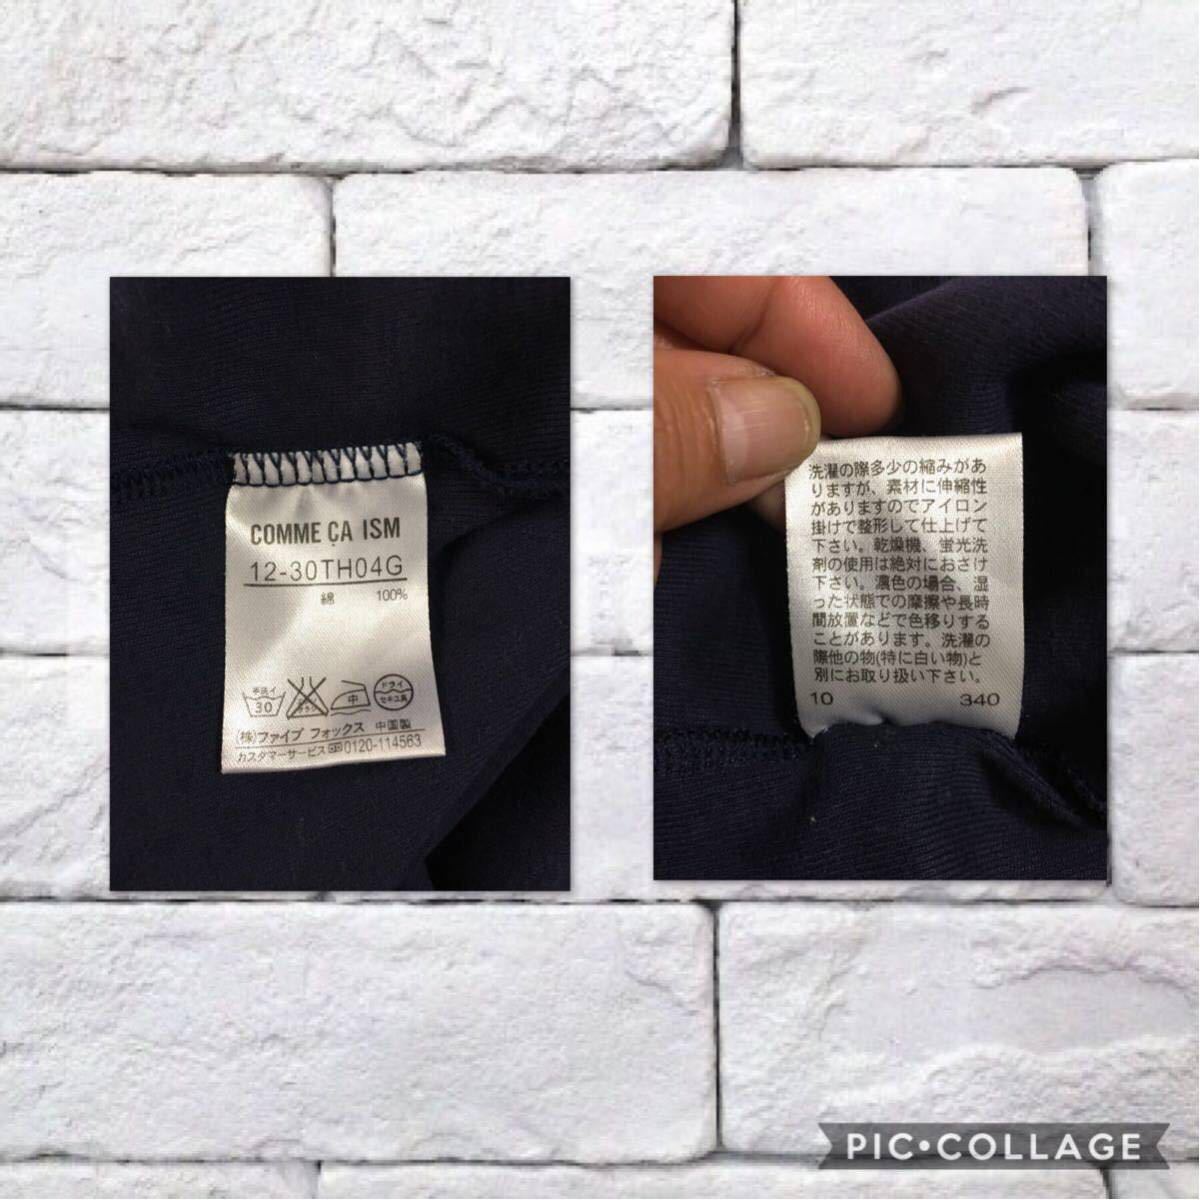 COMME ÇA ISM
12-30TH04G
綿 100%
手洗イ
30
中
ドライ
セキユ系
(株)ファイブ フォックス 中国製
カスタマーサービス 0120-114563
洗濯の際多少の縮みがあ
りますが、素材に伸縮性
がありますのでアイロン
掛けで整形して仕上げて
下さい。乾燥機、蛍光洗
剤の使用は絶対におさけ
下さい。濃色の場合、湿
った状態での摩擦や長時
間放置などで色移りする
ことがあります。洗濯の
際他の物(特に白い物)と
別にお取り扱い下さい。
10 340
PIC•COLLAGE